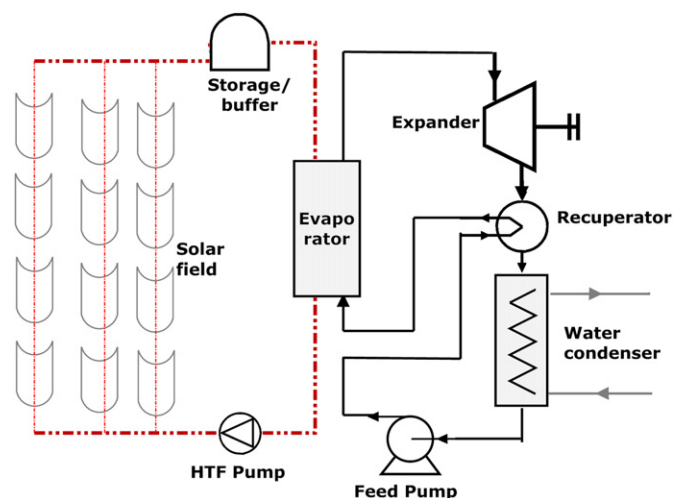 Storage/
buffer
Expander
Evapo
rator
Recuperator
Solar
field
Water
condenser
HTF Pump
Feed Pump